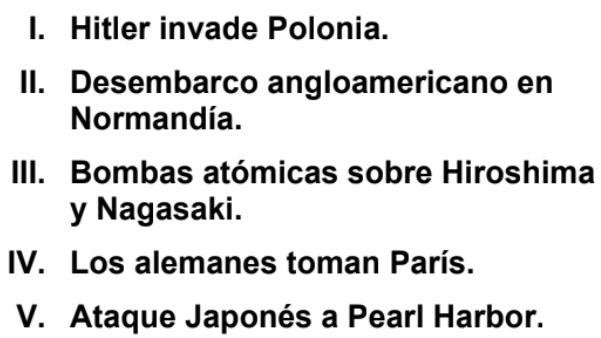 I. Hitler invade Polonia.
II. Desembarco angloamericano en
Normandía.
III. Bombas atómicas sobre Hiroshima
y Nagasaki.
IV. Los alemanes toman París.
V. Ataque Japonés a Pearl Harbor.